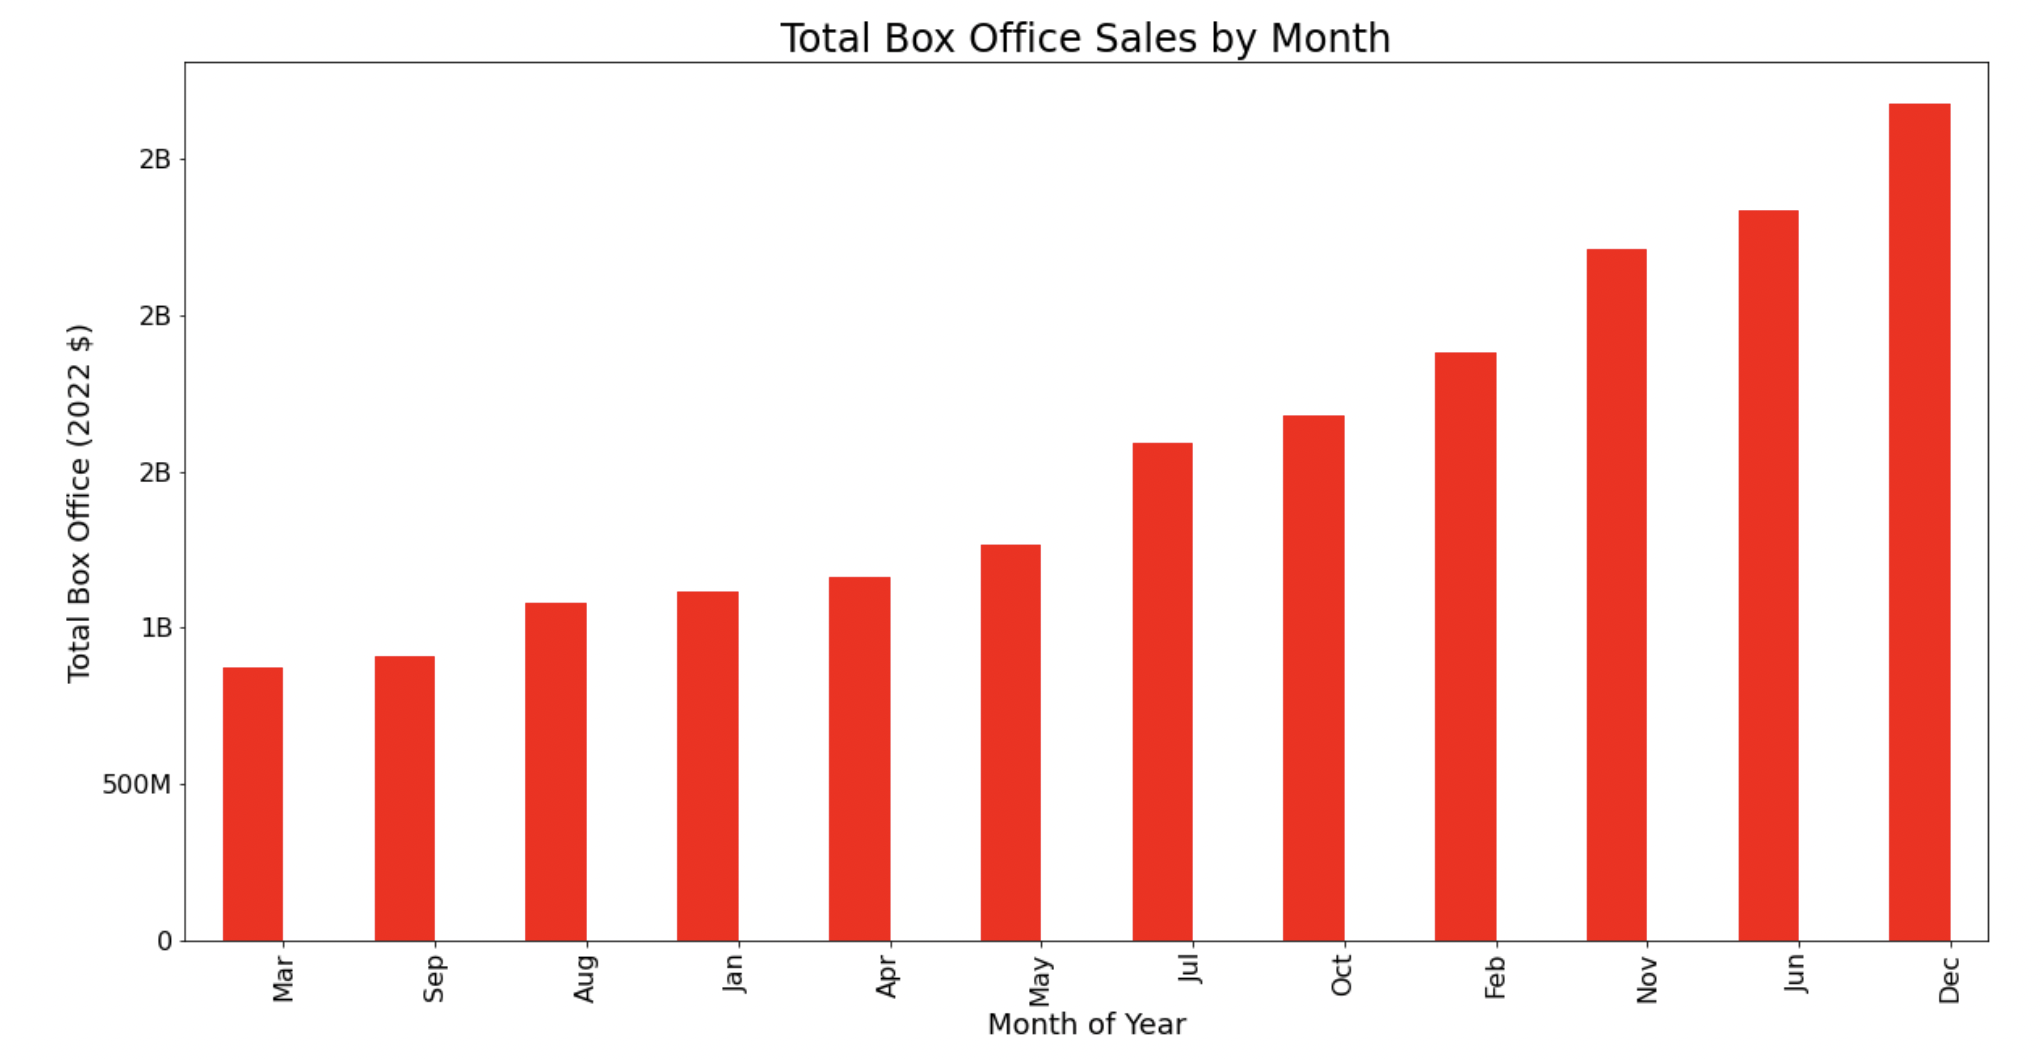 Total Box Office Sales by Month
Total Box Office (2022 $)
2B
2B
2B
1B
500M
0
Mar
Sep
Aug
Jan
Apr
May
Jul
Oct
Feb
Nov
Jun
Dec
Month of Year